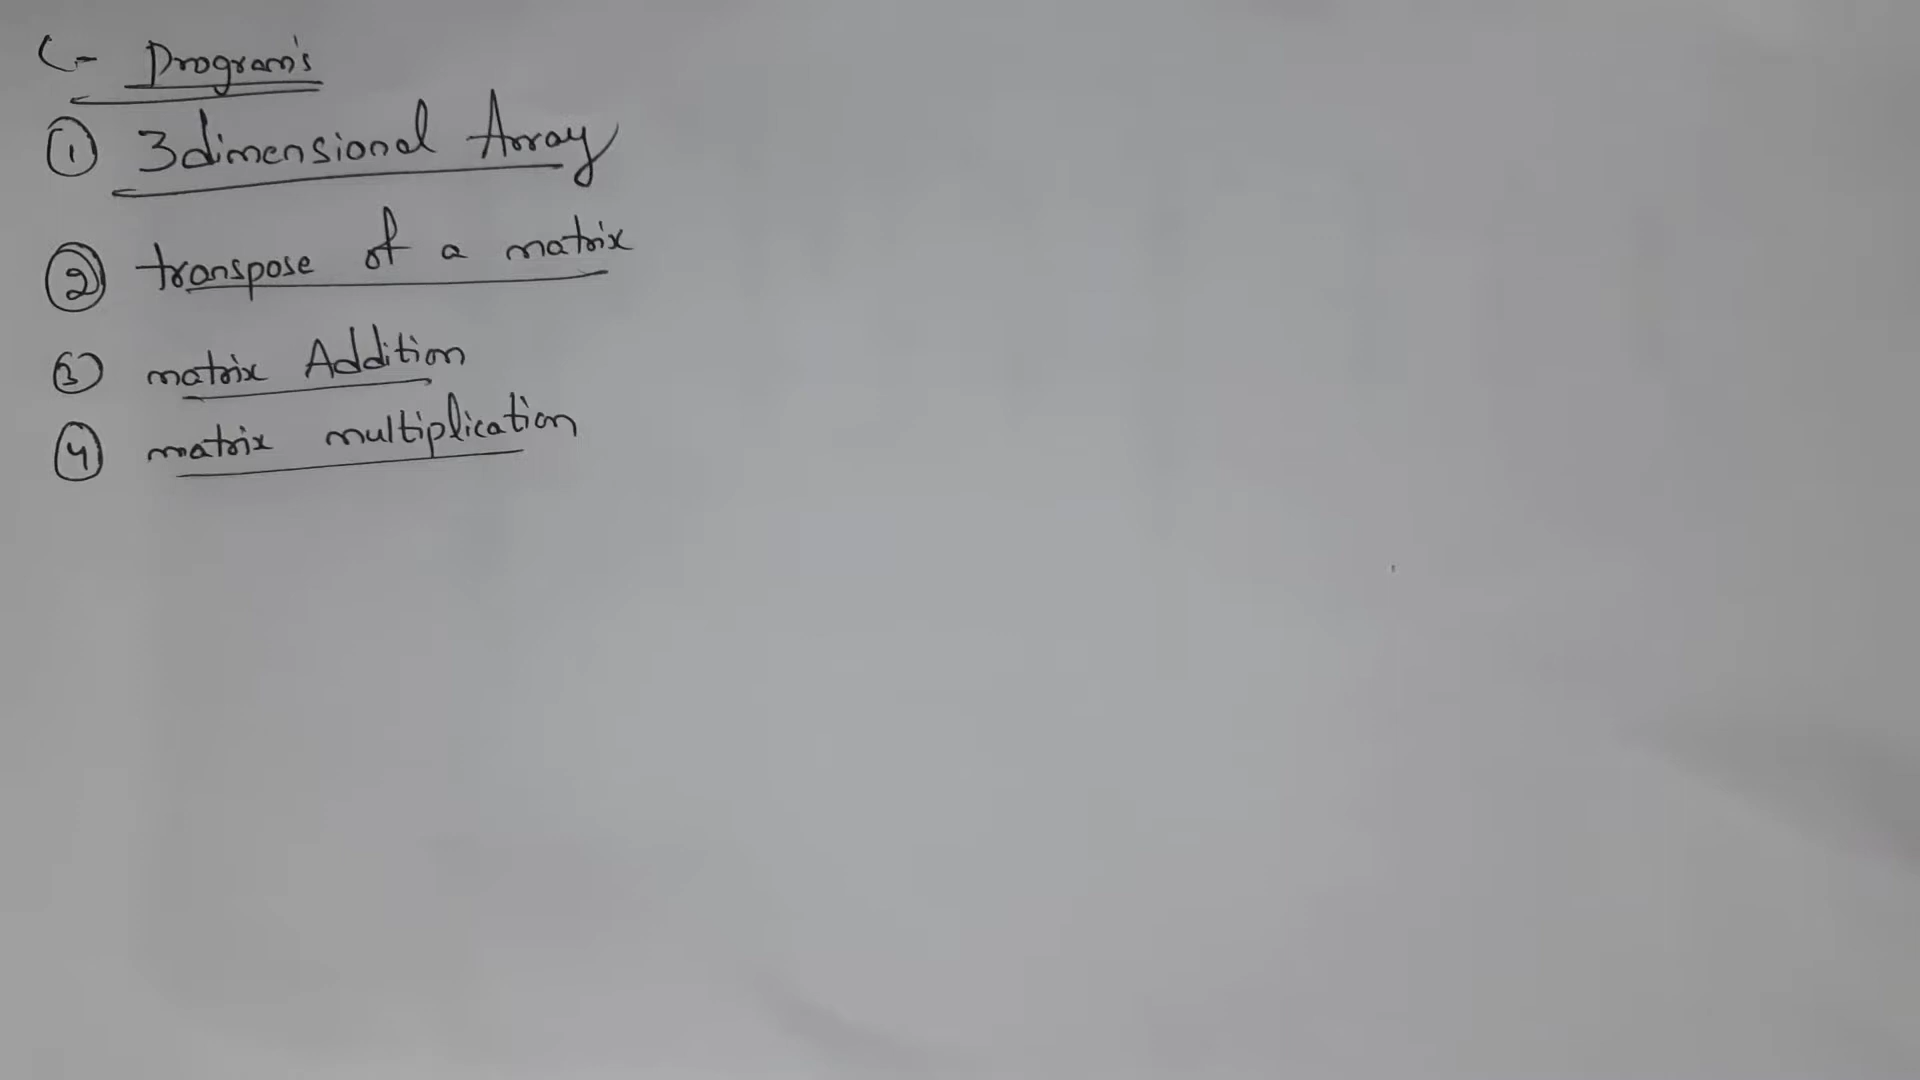 C- Program's
① 3dimensional Array
② transpose of a matrix
③ matrix Addition
④ matrix multiplication